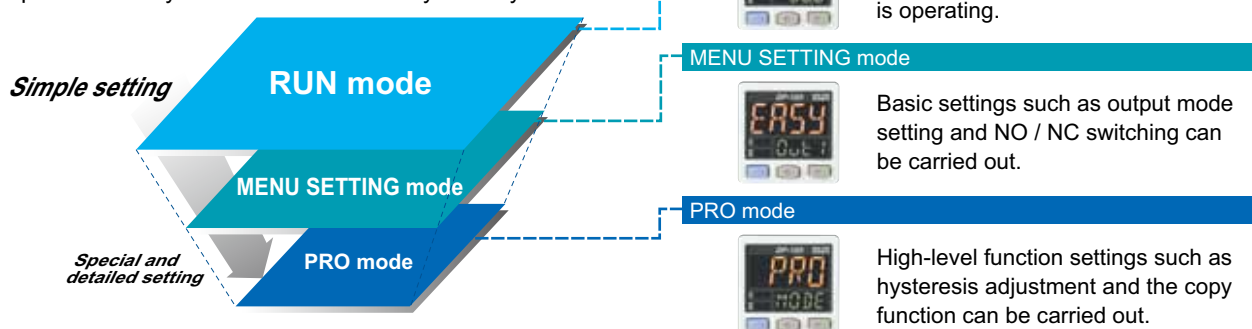 is operating.
Simple setting
RUN mode
MENU SETTING mode
Special and
detailed setting
PRO mode
MENU SETTING mode
EASY
Out1
Basic settings such as output mode
setting and NO / NC switching can
be carried out.
PRO mode
PRO
MODE
High-level function settings such as
hysteresis adjustment and the copy
function can be carried out.